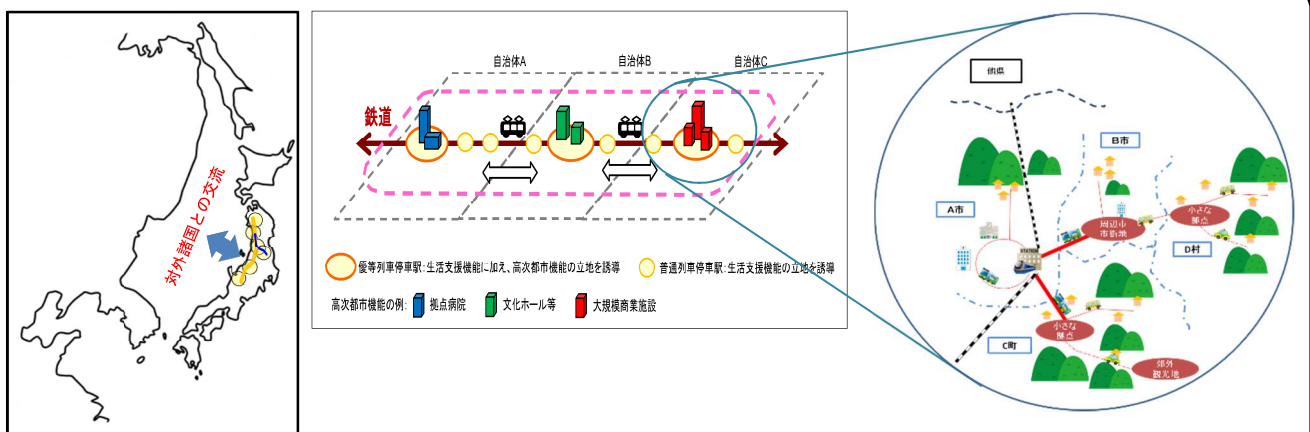 対外諸国との交流
自治体A
自治体B
自治体C
鉄道
優等列車停車駅:生活支援機能に加え、高次都市機能の立地を誘導
普通列車停車駅:生活支援機能の立地を誘導
高次都市機能の例:
拠点病院
文化ホール等
大規模商業施設
他県
B市
A市
周辺市
市街地
小さな
拠点
D村
STATION
小さな
拠点
C町
郊外
観光地